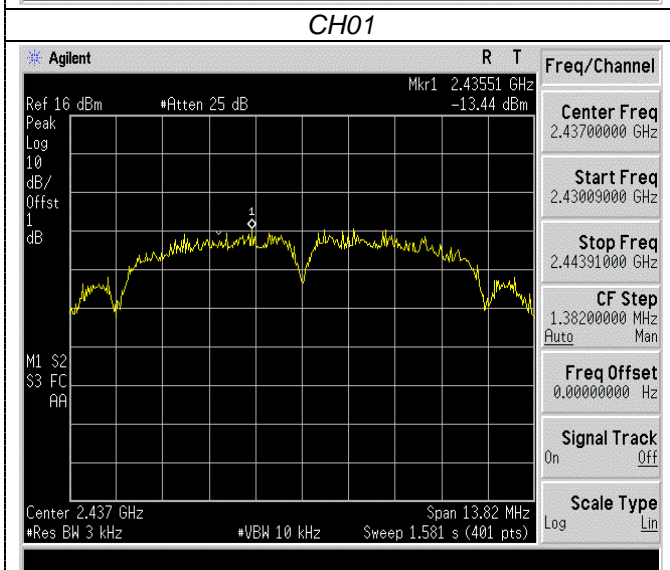 CH01
Agilent R T
Mkr1 2.43551 GHz
Ref 16 dBm #Atten 25 dB -13.44 dBm
Peak
Log
10
dB/
Offst
1
dB
1
M1 S2
S3 FC
AA
Center 2.437 GHz Span 13.82 MHz
#Res BW 3 kHz #VBW 10 kHz Sweep 1.581 s (401 pts)
Freq/Channel
Center Freq
2.43700000 GHz
Start Freq
2.43009000 GHz
Stop Freq
2.44391000 GHz
CF Step
1.38200000 MHz
Auto Man
Freq Offset
0.00000000 Hz
Signal Track
On Off
Scale Type
Log Lin